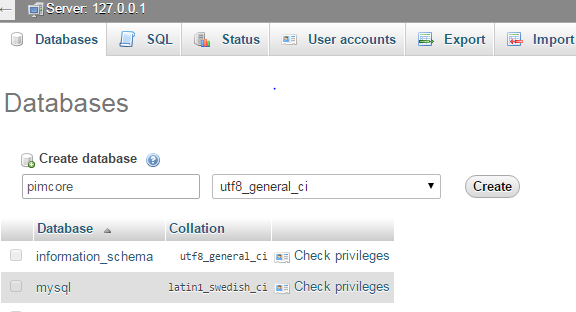 Server: 127.0.0.1
Databases SQL Status User accounts Export Import
Databases
Create database
pimcore utf8_general_ci Create
Database Collation
information_schema utf8_general_ci Check privileges
mysql latin1_swedish_ci Check privileges